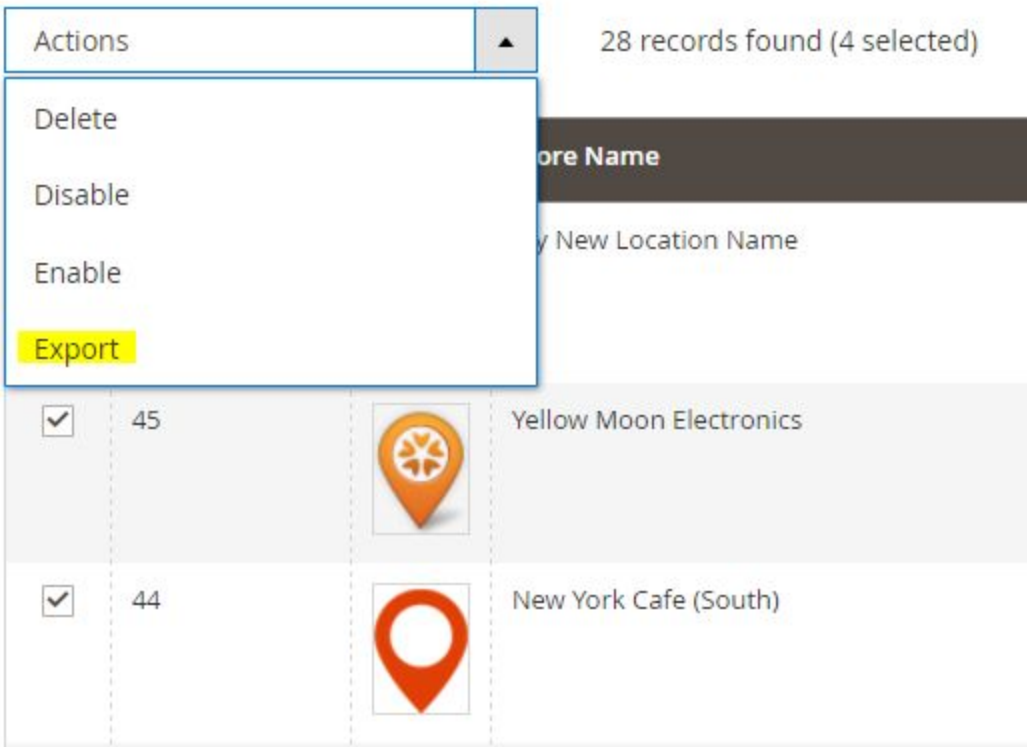 Actions
28 records found (4 selected)
Delete
ore Name
Disable
y New Location Name
Enable
Export
45
Yellow Moon Electronics
44
New York Cafe (South)